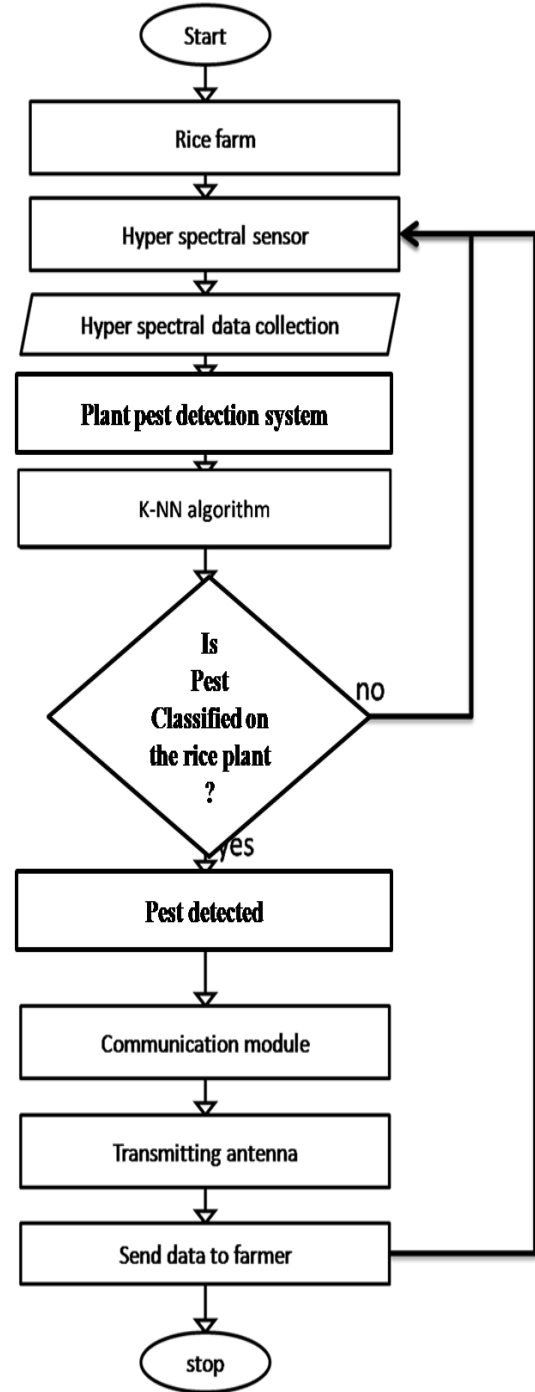 Start
Rice farm
Hyper spectral sensor
Hyper spectral data collection
Plant pest detection system
K-NN algorithm
Is
Pest
Classified on
the rice plant
?
no
yes
Pest detected
Communication module
Transmitting antenna
Send data to farmer
stop